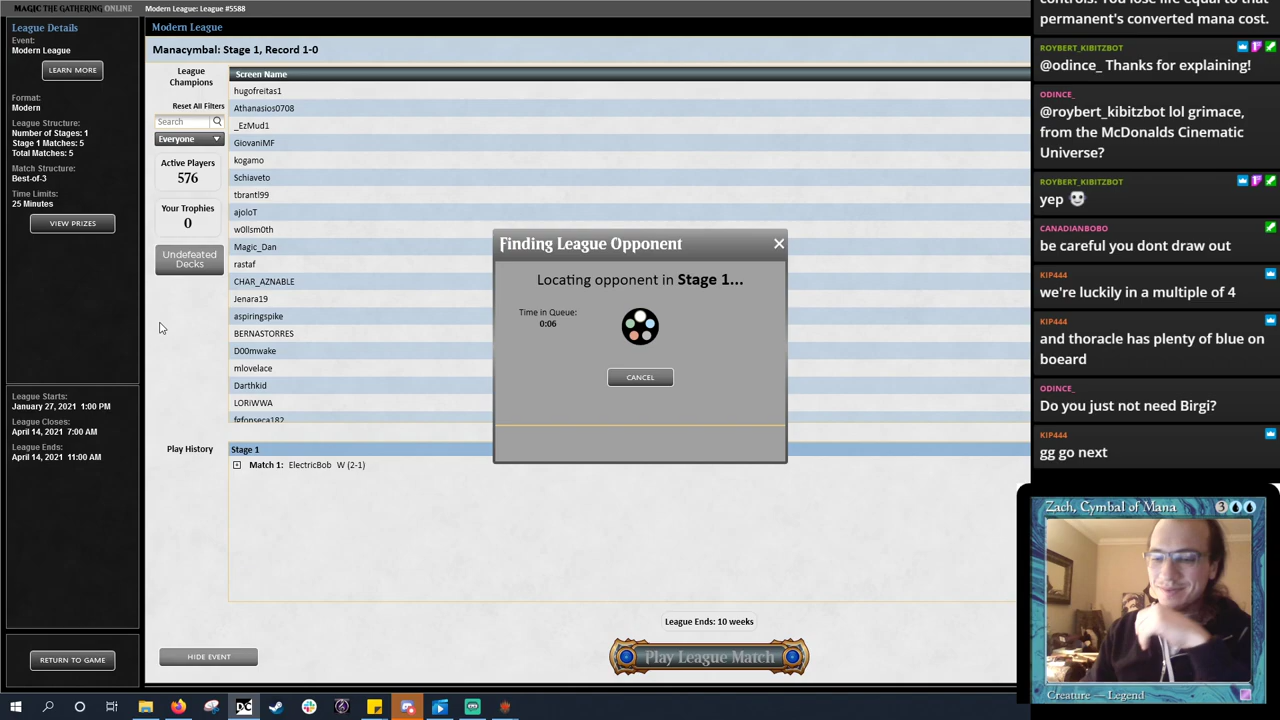 MAGIC THE GATHERING ONLINE
Modern League: League #5588
League Details
Event:
Modern League
LEARN MORE
Format:
Modern
League Structure:
Number of Stages: 1
Stage 1 Matches: 5
Total Matches: 5
Match Structure:
Best-of-3
Time Limits:
25 Minutes
VIEW PRIZES
League Starts:
January 27, 2021 1:00 PM
League Closes:
April 14, 2021 7:00 AM
League Ends:
April 14, 2021 11:00 AM
RETURN TO GAME
Modern League
Manacymbal: Stage 1, Record 1-0
League
Champions
Reset All Filters
Search
Everyone
Active Players
576
Your Trophies
0
Undefeated
Decks
Screen Name
hugofreitas1
Athanasios0708
_EzMud1
GiovaniMF
kogamo
Schiaveto
tbrantl99
ajoloT
w0llsm0th
Magic_Dan
rastaf
CHAR_AZNABLE
Jenara19
aspiringspike
BERNASTORRES
D00mwake
mlovelace
Darthkid
LORiWWA
fgfonseca182
Finding League Opponent
Locating opponent in Stage 1...
Time in Queue:
0:06
CANCEL
Play History
Stage 1
Match 1: ElectricBob W (2-1)
League Ends: 10 weeks
HIDE EVENT
Play League Match
controls. You lose life equal to that
permanent's converted mana cost.
ROYBERT_KIBITZBOT
@odince_ Thanks for explaining!
ODINCE_
@roybert_kibitzbot lol grimace,
from the McDonalds Cinematic
Universe?
ROYBERT_KIBITZBOT
yep
CANADIANBOBO
be careful you dont draw out
KIP444
we're luckily in a multiple of 4
KIP444
and thoracle has plenty of blue on
boeard
ODINCE_
Do you just not need Birgi?
KIP444
gg go next
Zach, Cymbal of Mana 3
Creature — Legend